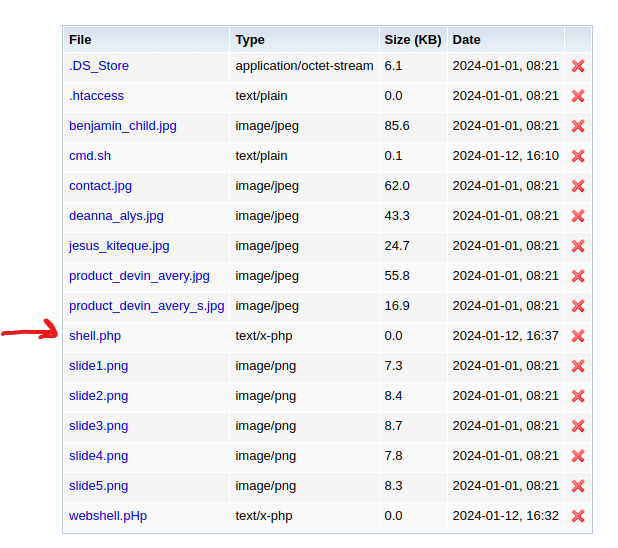 File Type Size (KB) Date
.DS_Store application/octet-stream 6.1 2024-01-01, 08:21
.htaccess text/plain 0.0 2024-01-01, 08:21
benjamin_child.jpg image/jpeg 85.6 2024-01-01, 08:21
cmd.sh text/plain 0.1 2024-01-12, 16:10
contact.jpg image/jpeg 62.0 2024-01-01, 08:21
deanna_alys.jpg image/jpeg 43.3 2024-01-01, 08:21
jesus_kiteque.jpg image/jpeg 24.7 2024-01-01, 08:21
product_devin_avery.jpg image/jpeg 55.8 2024-01-01, 08:21
product_devin_avery_s.jpg image/jpeg 16.9 2024-01-01, 08:21
shell.php text/x-php 0.0 2024-01-12, 16:37
slide1.png image/png 7.3 2024-01-01, 08:21
slide2.png image/png 8.4 2024-01-01, 08:21
slide3.png image/png 8.7 2024-01-01, 08:21
slide4.png image/png 7.8 2024-01-01, 08:21
slide5.png image/png 8.3 2024-01-01, 08:21
webshell.pHp text/x-php 0.0 2024-01-12, 16:32